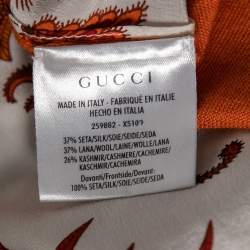 GUCCI
MADE IN ITALY - FABRIQUÉ EN ITALIE
HECHO EN ITALIA
259882 - X5109
37% SETA/SILK/SOIE/SEIDE/SEDA
37% LANA/WOOL/LAINE/WOLLE/LANA
26% KASHMIR/CASHMERE/CACHEMIRE/
KASCHMIR/CACHEMIRA
Davanti/Frontside/Devant/
100% SETA/SILK/SOIE/SEIDE/SEDA